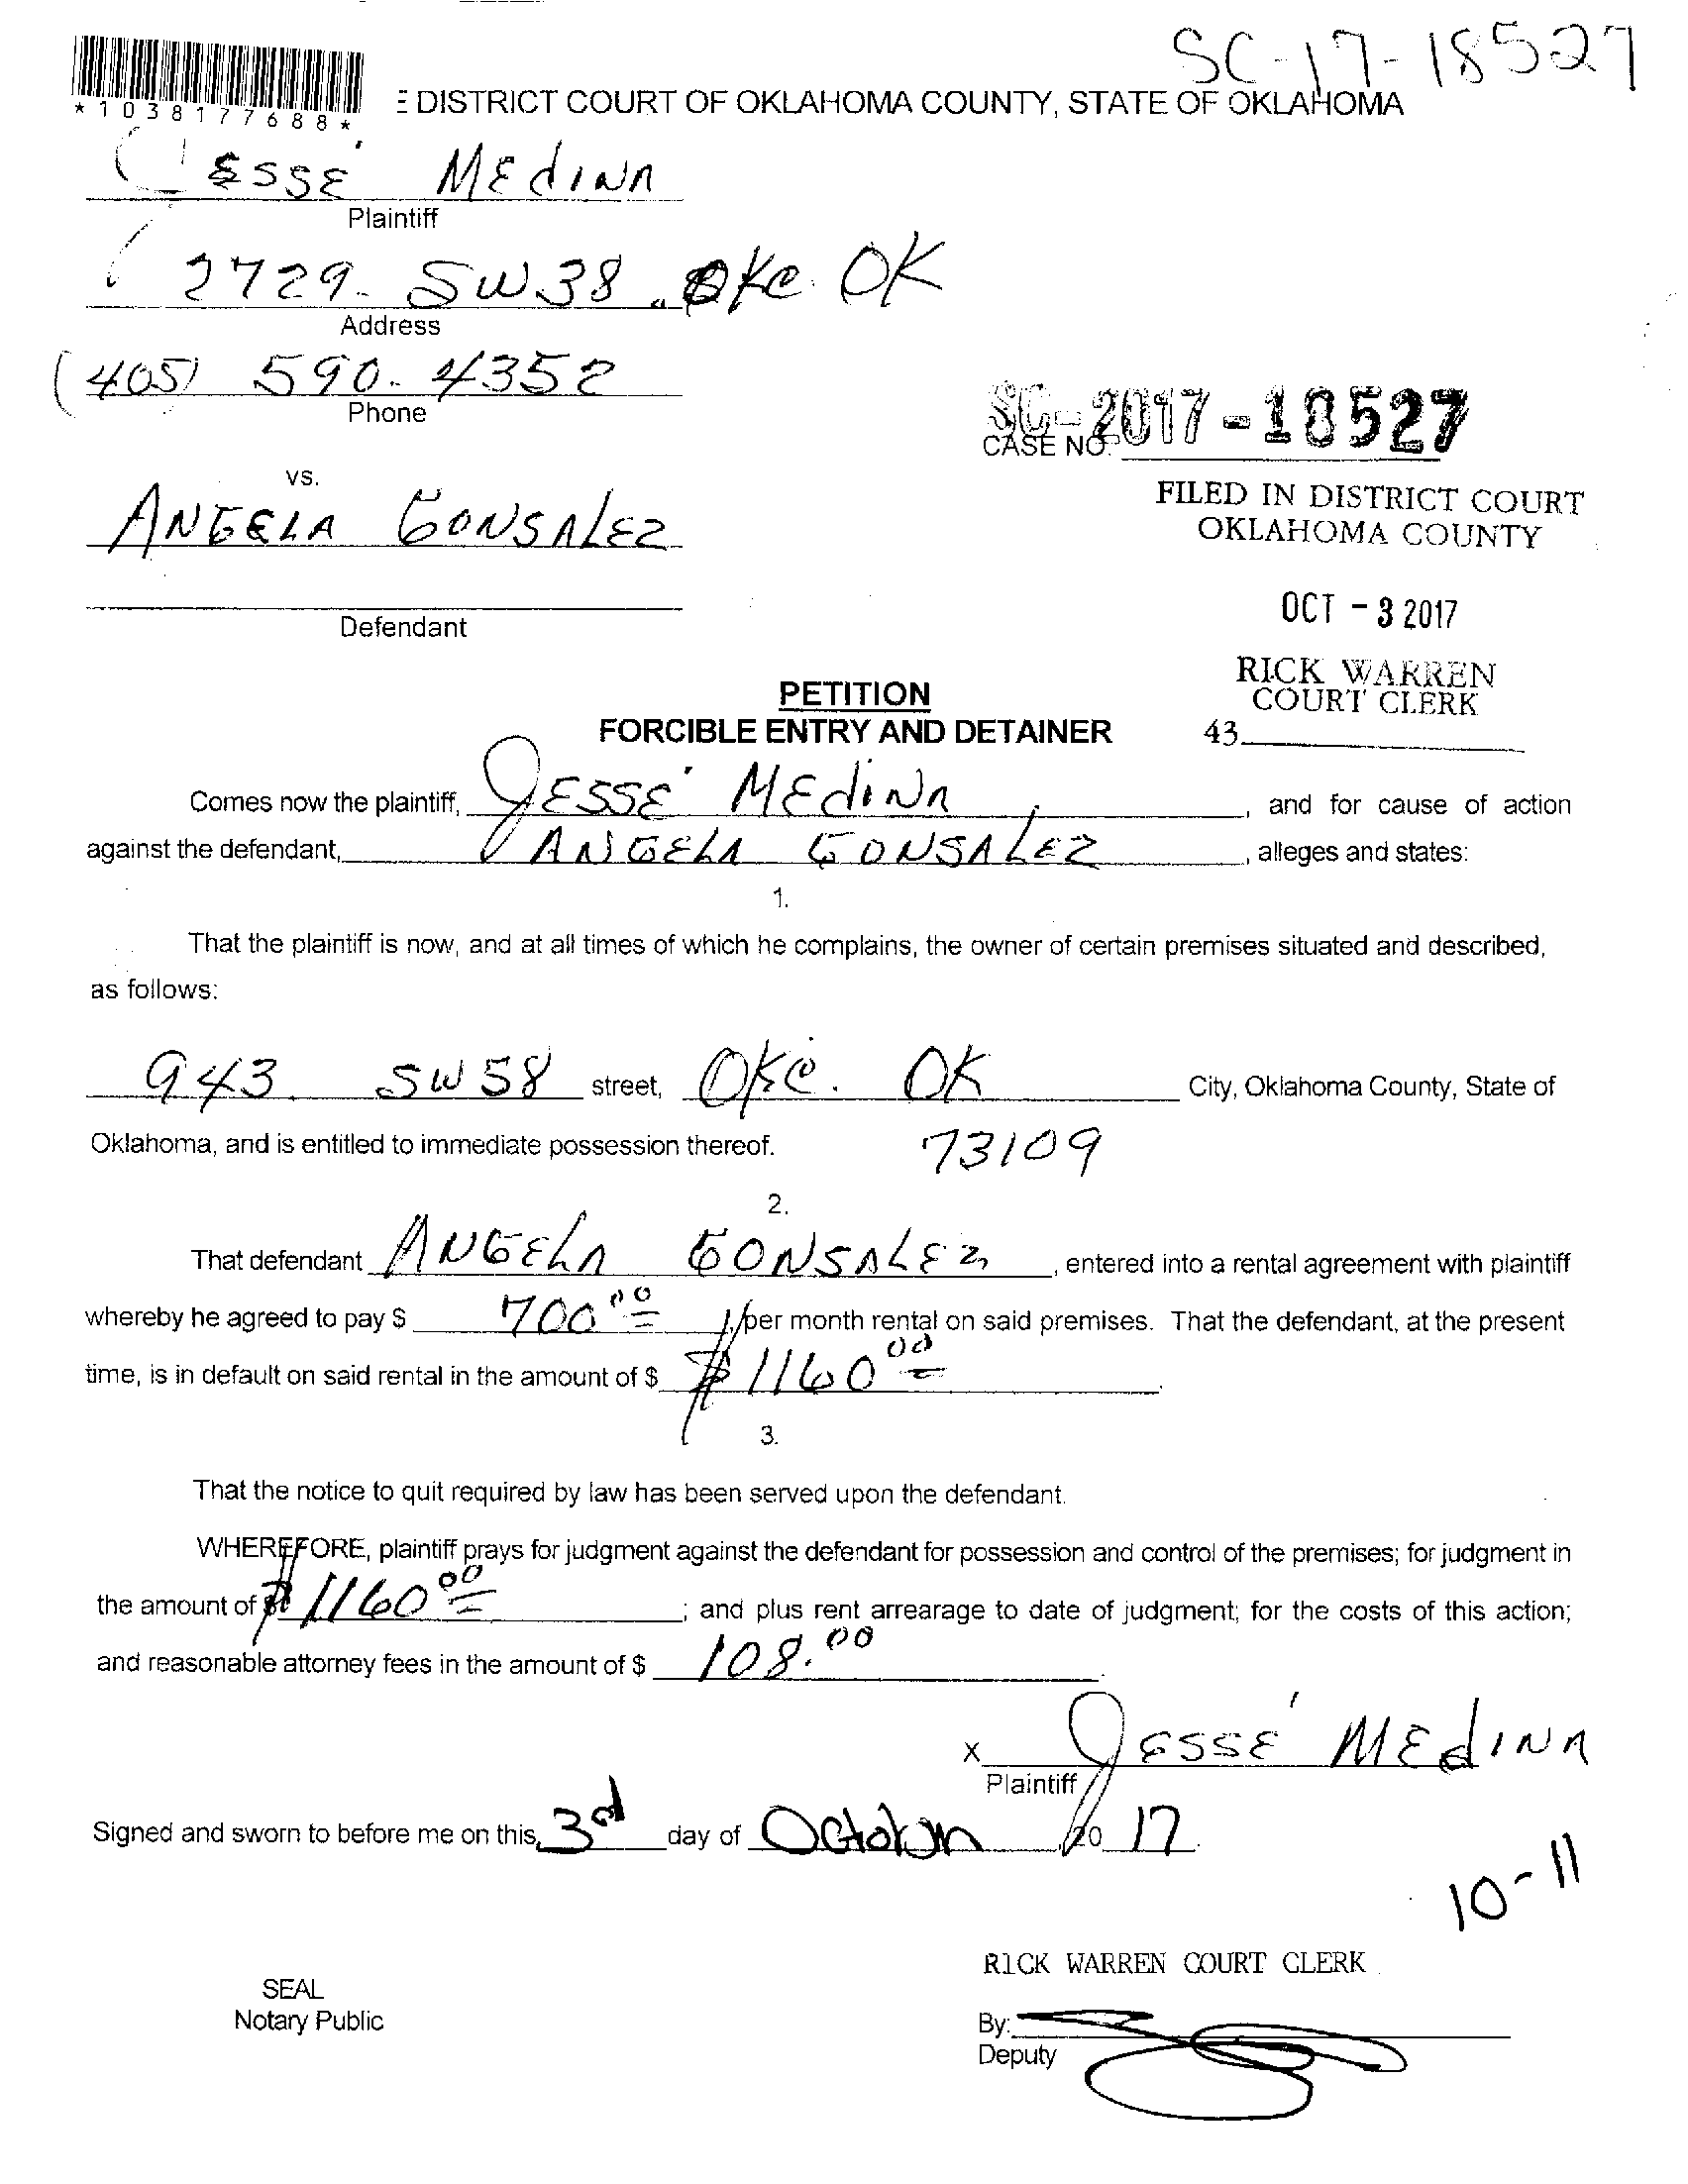 SC-17-18527
*1038177688*
E DISTRICT COURT OF OKLAHOMA COUNTY, STATE OF OKLAHOMA
JESSE' MEdINA
Plaintiff
2729. SW 38. OKC. OK
Address
(405) 590-4352
Phone
SC-2017-18527
CASE NO.
vs.
ANGELA GONSALEZ
FILED IN DISTRICT COURT
OKLAHOMA COUNTY
OCT - 3 2017
Defendant
RICK WARREN
COURT CLERK
43
PETITION
FORCIBLE ENTRY AND DETAINER
Comes now the plaintiff, JESSE' MEdINA, and for cause of action
against the defendant, ANGELA GONSALEZ, alleges and states:
1.
That the plaintiff is now, and at all times of which he complains, the owner of certain premises situated and described,
as follows:
943 SW 58 street, OKC. OK City, Oklahoma County, State of
Oklahoma, and is entitled to immediate possession thereof. 73109
2.
That defendant ANGELA GONSALEZ, entered into a rental agreement with plaintiff
whereby he agreed to pay $ 700.00 per month rental on said premises. That the defendant, at the present
time, is in default on said rental in the amount of $ $1160.00.
3.
That the notice to quit required by law has been served upon the defendant.
WHEREFORE, plaintiff prays for judgment against the defendant for possession and control of the premises; for judgment in
the amount of $ 1160.00; and plus rent arrearage to date of judgment; for the costs of this action;
and reasonable attorney fees in the amount of $ 108.00.
X JESSE' MEdINA
Plaintiff
Signed and sworn to before me on this 3rd day of October, 20 17.
10-11
RICK WARREN COURT CLERK
SEAL
Notary Public
By:
Deputy